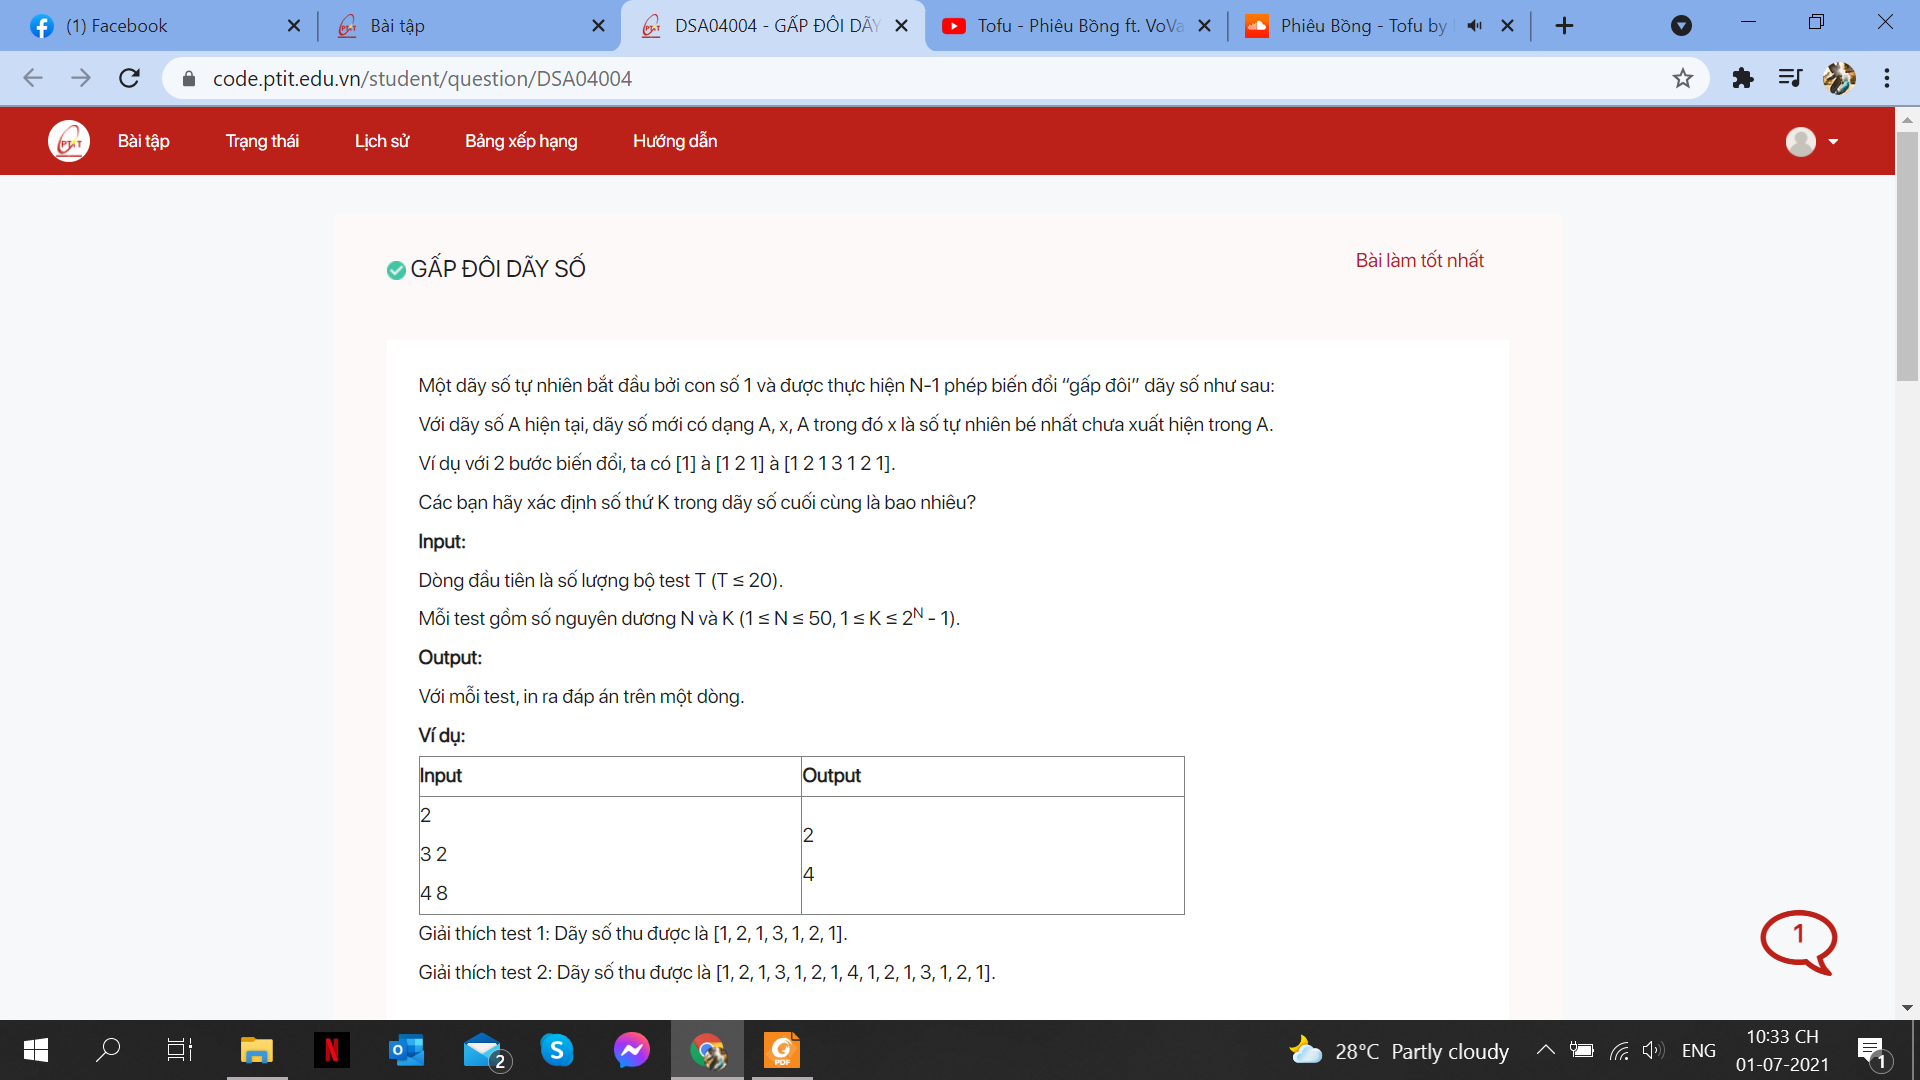 (1) Facebook
Bài tập
DSA04004 - GẤP ĐÔI DÃY
Tofu - Phiêu Bồng ft. VoVa
Phiêu Bồng - Tofu by
code.ptit.edu.vn/student/question/DSA04004
PTIT
Bài tập
Trạng thái
Lịch sử
Bảng xếp hạng
Hướng dẫn
GẤP ĐÔI DÃY SỐ
Bài làm tốt nhất
Một dãy số tự nhiên bắt đầu bởi con số 1 và được thực hiện N-1 phép biến đổi “gấp đôi” dãy số như sau:
Với dãy số A hiện tại, dãy số mới có dạng A, x, A trong đó x là số tự nhiên bé nhất chưa xuất hiện trong A.
Ví dụ với 2 bước biến đổi, ta có [1] à [1 2 1] à [1 2 1 3 1 2 1].
Các bạn hãy xác định số thứ K trong dãy số cuối cùng là bao nhiêu?
Input:
Dòng đầu tiên là số lượng bộ test T (T ≤ 20).
Mỗi test gồm số nguyên dương N và K (1 ≤ N ≤ 50, 1 ≤ K ≤ 2^N - 1).
Output:
Với mỗi test, in ra đáp án trên một dòng.
Ví dụ:
Input
Output
2
3 2
4 8
2
4
Giải thích test 1: Dãy số thu được là [1, 2, 1, 3, 1, 2, 1].
Giải thích test 2: Dãy số thu được là [1, 2, 1, 3, 1, 2, 1, 4, 1, 2, 1, 3, 1, 2, 1].
1
N
2
S
PDF
28°C Partly cloudy
ENG
10:33 CH
01-07-2021
1